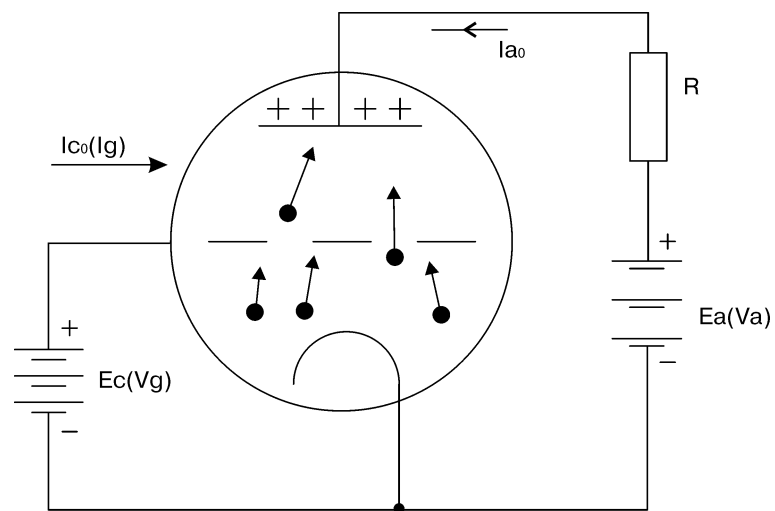 Ia₀
R
+ + + +
Ic₀(Ig)
+
+
Ea(Va)
Ec(Vg)
−
−